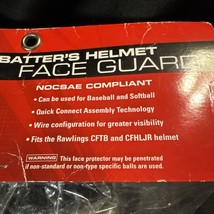 BATTER'S HELMET
FACE GUARD
NOCSAE COMPLIANT
• Can be used for Baseball and Softball
• Quick Connect Assembly Technology
• Wire configuration for greater visibility
• Fits the Rawlings CFTB and CFHLJR helmet
WARNING: This face protector may be penetrated
if non-standard or non-type specific balls are used.